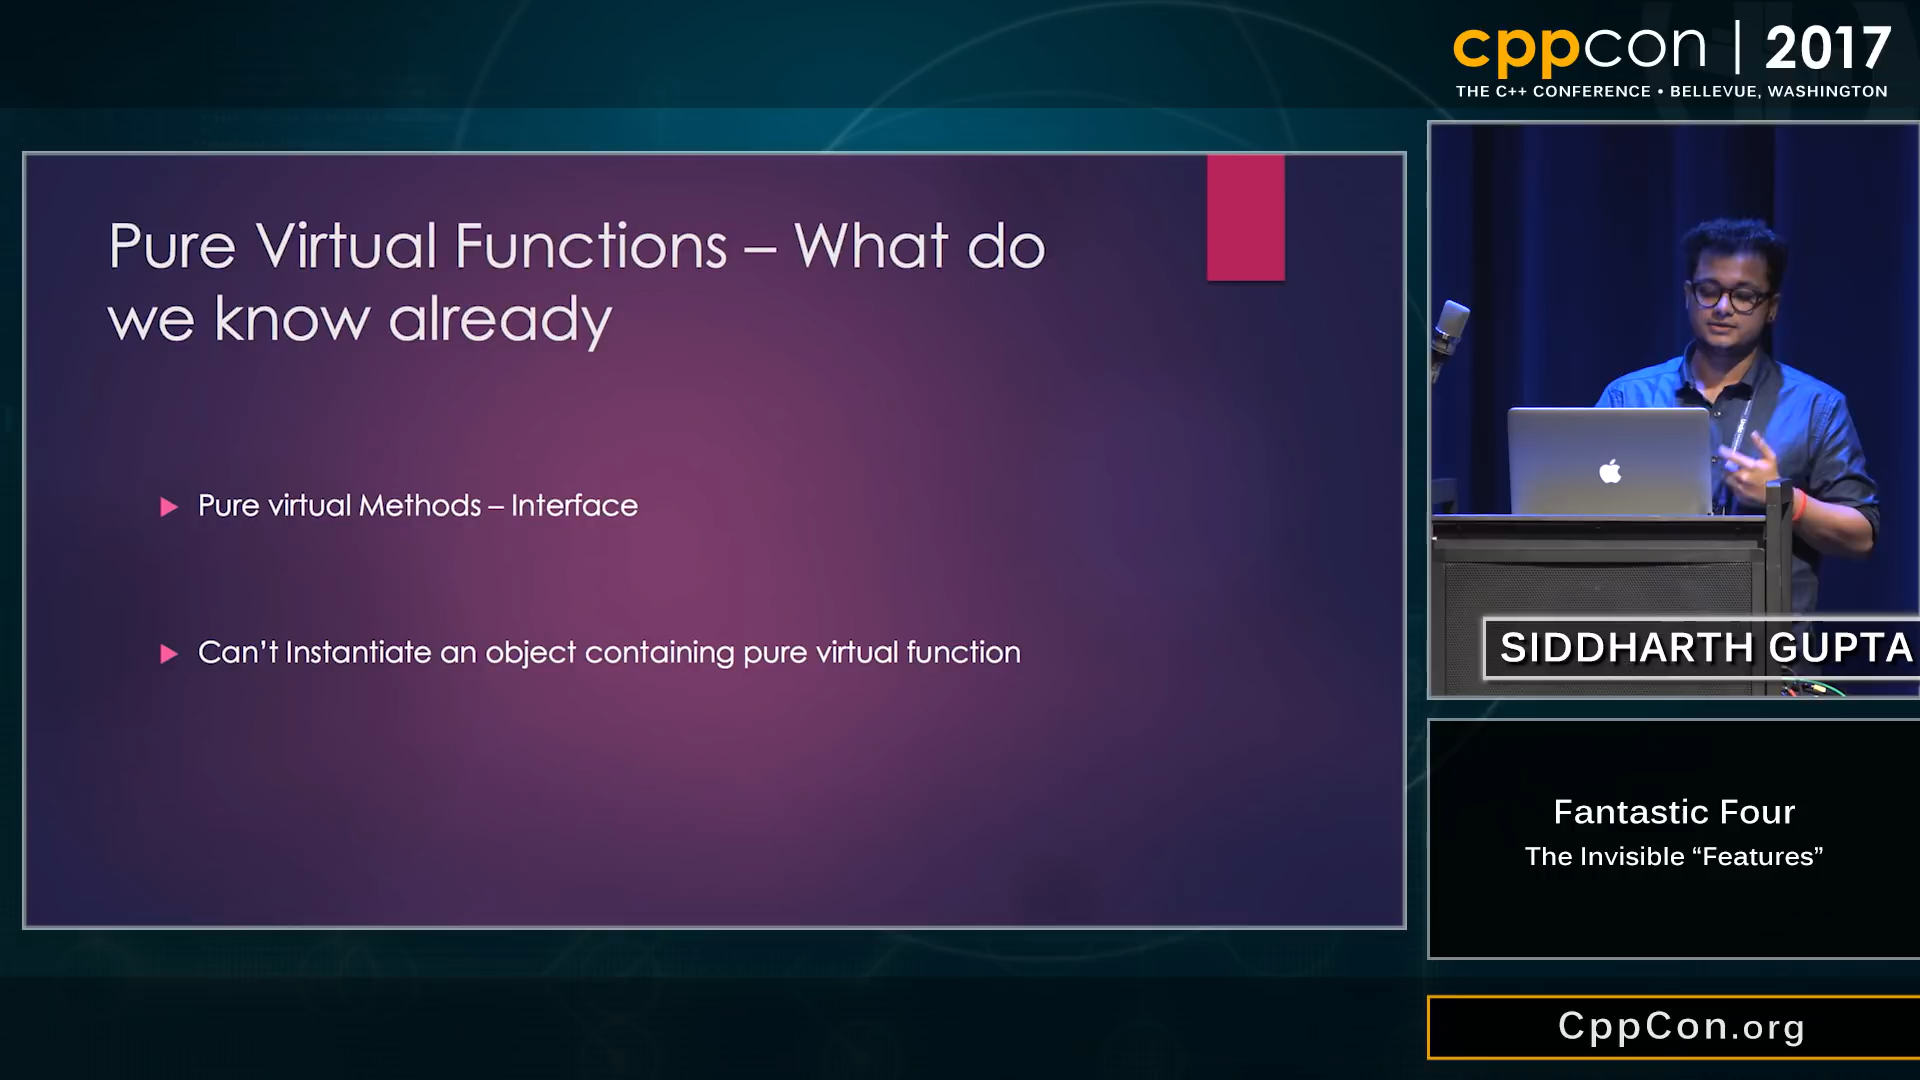 cppcon | 2017
THE C++ CONFERENCE • BELLEVUE, WASHINGTON
Pure Virtual Functions – What do
we know already
Pure virtual Methods – Interface
Can’t Instantiate an object containing pure virtual function
SIDDHARTH GUPTA
Fantastic Four
The Invisible “Features”
CppCon.org